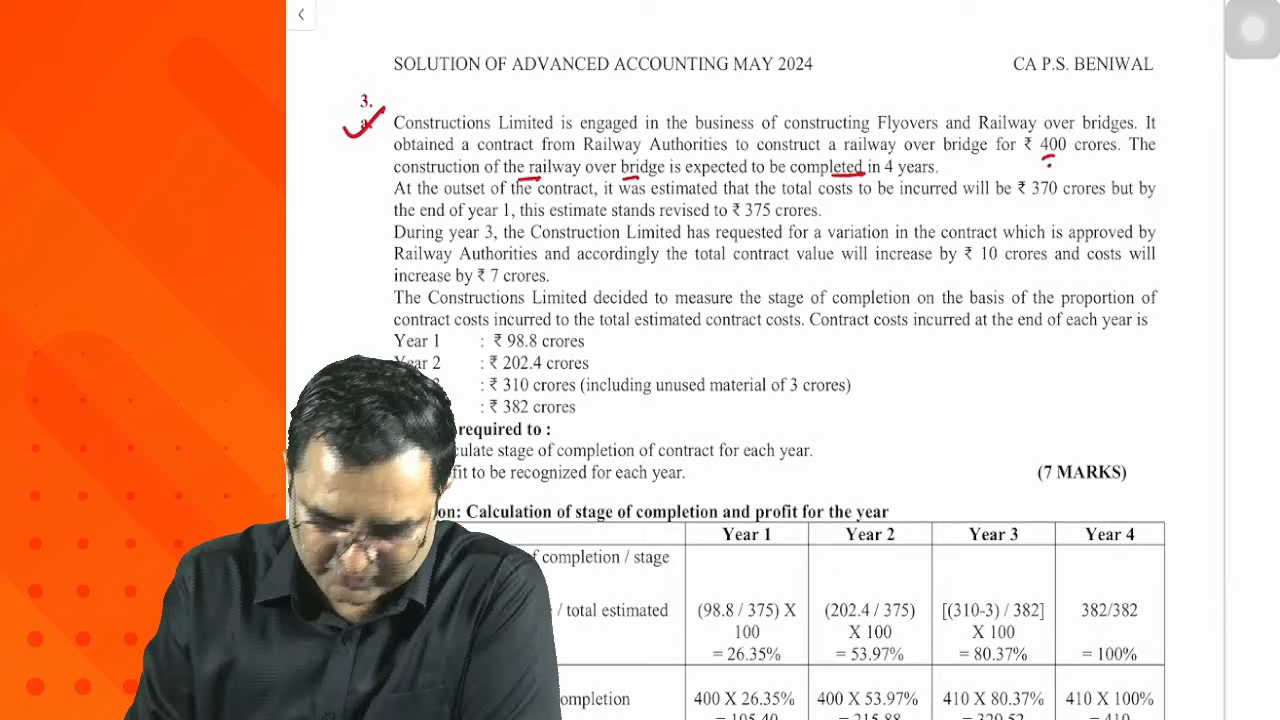 SOLUTION OF ADVANCED ACCOUNTING MAY 2024 CA P.S. BENIWAL
3.
Constructions Limited is engaged in the business of constructing Flyovers and Railway over bridges. It
obtained a contract from Railway Authorities to construct a railway over bridge for ₹ 400 crores. The
construction of the railway over bridge is expected to be completed in 4 years.
At the outset of the contract, it was estimated that the total costs to be incurred will be ₹ 370 crores but by
the end of year 1, this estimate stands revised to ₹ 375 crores.
During year 3, the Construction Limited has requested for a variation in the contract which is approved by
Railway Authorities and accordingly the total contract value will increase by ₹ 10 crores and costs will
increase by ₹ 7 crores.
The Constructions Limited decided to measure the stage of completion on the basis of the proportion of
contract costs incurred to the total estimated contract costs. Contract costs incurred at the end of each year is
Year 1 : ₹ 98.8 crores
Year 2 : ₹ 202.4 crores
: ₹ 310 crores (including unused material of 3 crores)
: ₹ 382 crores
required to :
stage of completion of contract for each year.
to be recognized for each year. (7 MARKS)
Calculation of stage of completion and profit for the year
Year 1 Year 2 Year 3 Year 4
completion / stage
/ total estimated (98.8 / 375) X (202.4 / 375) [(310-3) / 382] 382/382
100 X 100 X 100
= 26.35% = 53.97% = 80.37% = 100%
400 X 26.35% 400 X 53.97% 410 X 80.37% 410 X 100%